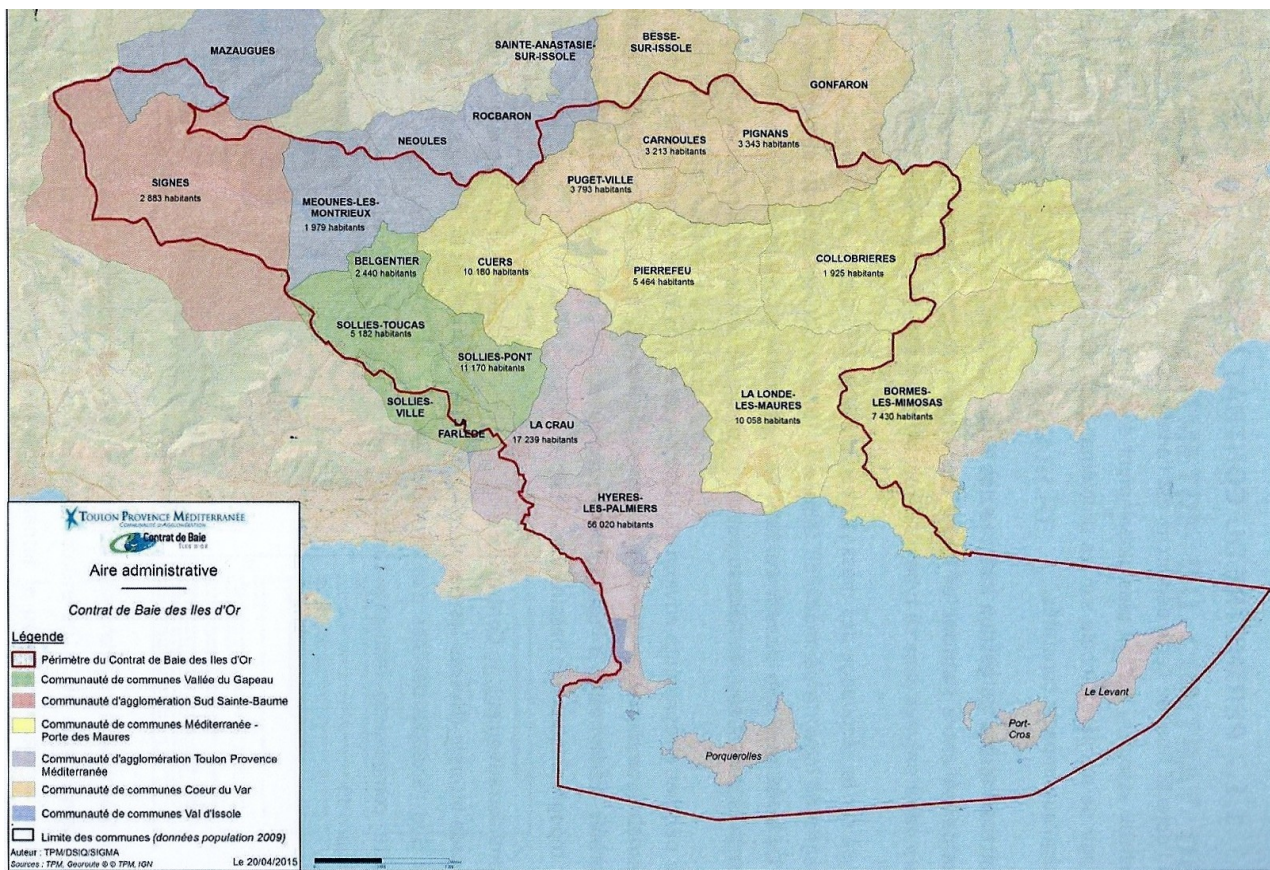 MAZAUGUES
SAINTE-ANASTASIE-
SUR-ISSOLE
BESSE-
SUR-ISSOLE
GONFARON
ROCBARON
NEOULES
CARNOULES
3 213 habitants
PIGNANS
3 343 habitants
SIGNES
2 883 habitants
PUGET-VILLE
3 793 habitants
MEOUNES-LES-
MONTRIEUX
1 979 habitants
BELGENTIER
2 440 habitants
CUERS
10 180 habitants
PIERREFEU
5 464 habitants
COLLOBRIERES
1 925 habitants
SOLLIES-TOUCAS
5 182 habitants
SOLLIES-PONT
11 170 habitants
SOLLIES-
VILLE
FARLEDE
LA CRAU
17 239 habitants
LA LONDE-
LES-MAURES
10 058 habitants
BORMES-
LES-MIMOSAS
7 430 habitants
HYERES-
LES-PALMIERS
56 020 habitants
Le Levant
Port-
Cros
Porquerolles
TOULON PROVENCE MÉDITERRANÉE
COMMUNAUTÉ D'AGGLOMÉRATION
Contrat de Baie
ILES D'OR
Aire administrative
Contrat de Baie des Iles d'Or
Légende
Périmètre du Contrat de Baie des Iles d'Or
Communauté de communes Vallée du Gapeau
Communauté d'agglomération Sud Sainte-Baume
Communauté de communes Méditerranée -
Porte des Maures
Communauté d'agglomération Toulon Provence
Méditerranée
Communauté de communes Coeur du Var
Communauté de communes Val d'Issole
Limite des communes (données population 2009)
Auteur : TPM/DSIQ/SIGMA
Sources : TPM, Georoute © © TPM, IGN
Le 20/04/2015